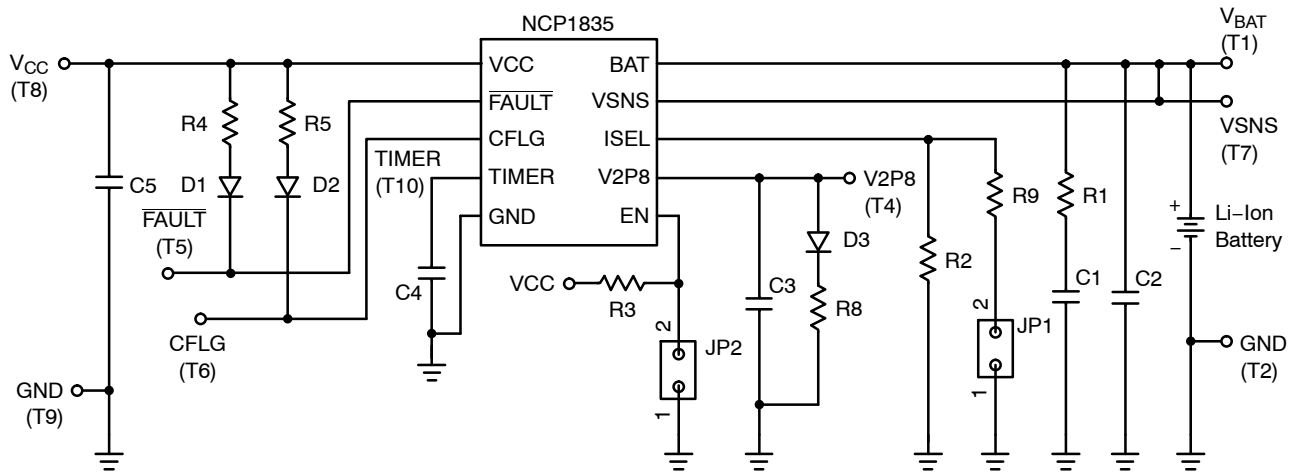 NCP1835
V_BAT
(T1)
V_CC
(T8)
VCC
BAT
F̅A̅U̅L̅T̅
VSNS
VSNS
(T7)
R4
R5
CFLG
ISEL
TIMER
(T10)
TIMER
V2P8
V2P8
(T4)
C5
D1
D2
R9
R1
GND
EN
F̅A̅U̅L̅T̅
(T5)
D3
R2
+
−
Li−Ion
Battery
C4
VCC
R3
C3
R8
C1
C2
CFLG
(T6)
2
JP2
1
2
JP1
1
GND
(T2)
GND
(T9)